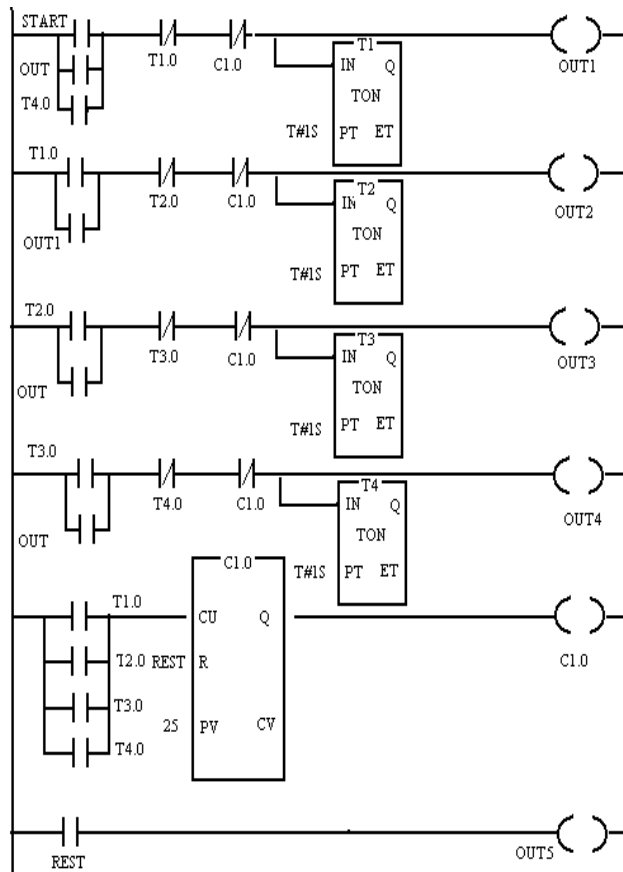 START
T1
OUT
T1.0
C1.0
IN Q
OUT1
T4.0
TON
T#1S
PT ET
T1.0
T2
T2.0
C1.0
IN Q
OUT2
OUT1
TON
T#1S
PT ET
T2.0
T3
T3.0
C1.0
IN Q
OUT3
OUT
TON
T#1S
PT ET
T3.0
T4
T4.0
C1.0
IN Q
OUT4
OUT
TON
T#1S
PT ET
C1.0
T1.0
CU Q
C1.0
T2.0
REST
R
T3.0
25
PV CV
T4.0
REST
OUT5